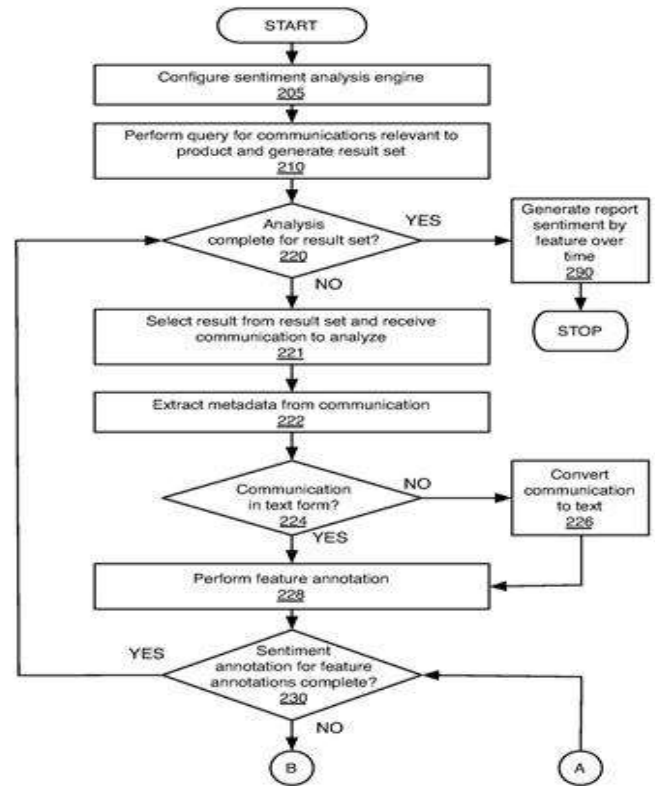 START
Configure sentiment analysis engine
205
Perform query for communications relevant to
product and generate result set
210
Analysis
complete for result set?
220
YES
Generate report
sentiment by
feature over
time
290
NO
STOP
Select result from result set and receive
communication to analyze
221
Extract metadata from communication
222
Communication
in text form?
224
NO
Convert
communication
to text
226
YES
Perform feature annotation
228
YES
Sentiment
annotation for feature
annotations complete?
230
NO
B
A